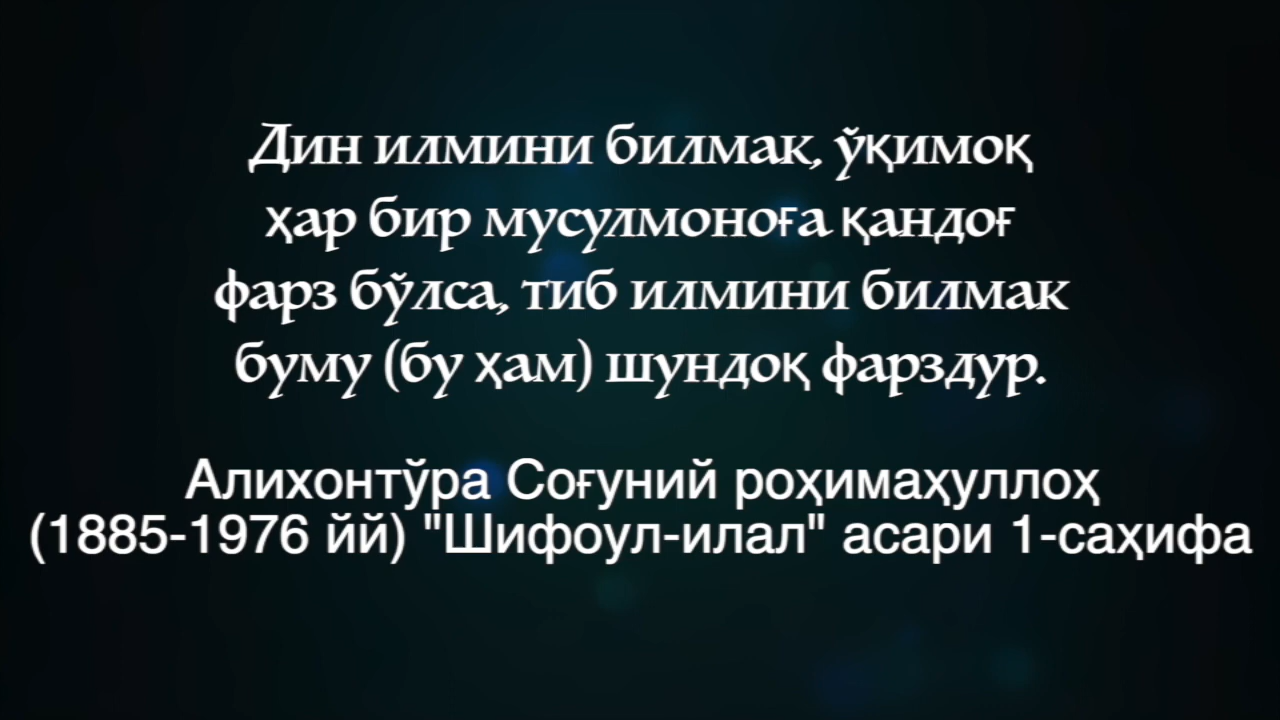 Дин илмини билмак, ўқимоқ
ҳар бир мусулмоноға қандоғ
фарз бўлса, тиб илмини билмак
буму (бу ҳам) шундоқ фарздур.
Алихонтўра Соғуний роҳимаҳуллоҳ
(1885-1976 йй) "Шифоул-илал" асари 1-саҳифа